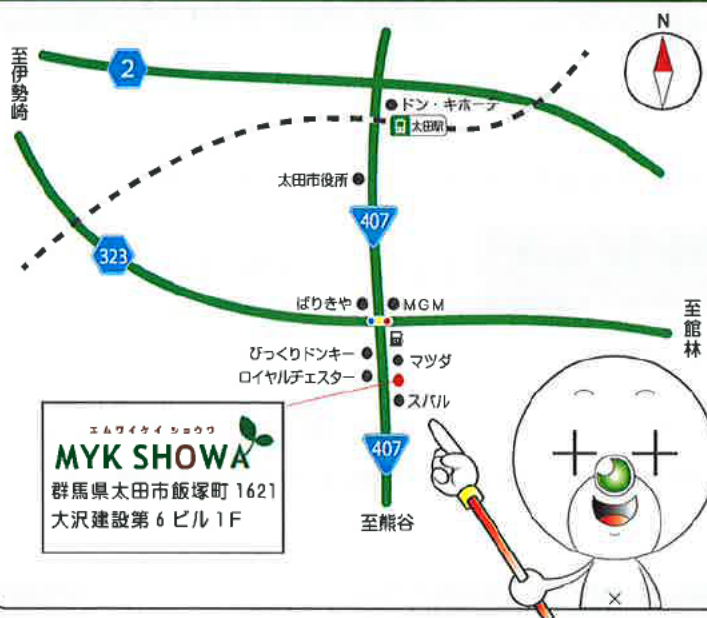 N
至伊勢崎
2
ドン・キホーテ
太田駅
太田市役所
407
323
ぱりきや
MGM
至館林
びっくりドンキー
マツダ
ロイヤルチェスター
スバル
エムワイケイ ショウワ
MYK SHOWA
群馬県太田市飯塚町 1621
大沢建設第 6 ビル 1F
407
至熊谷